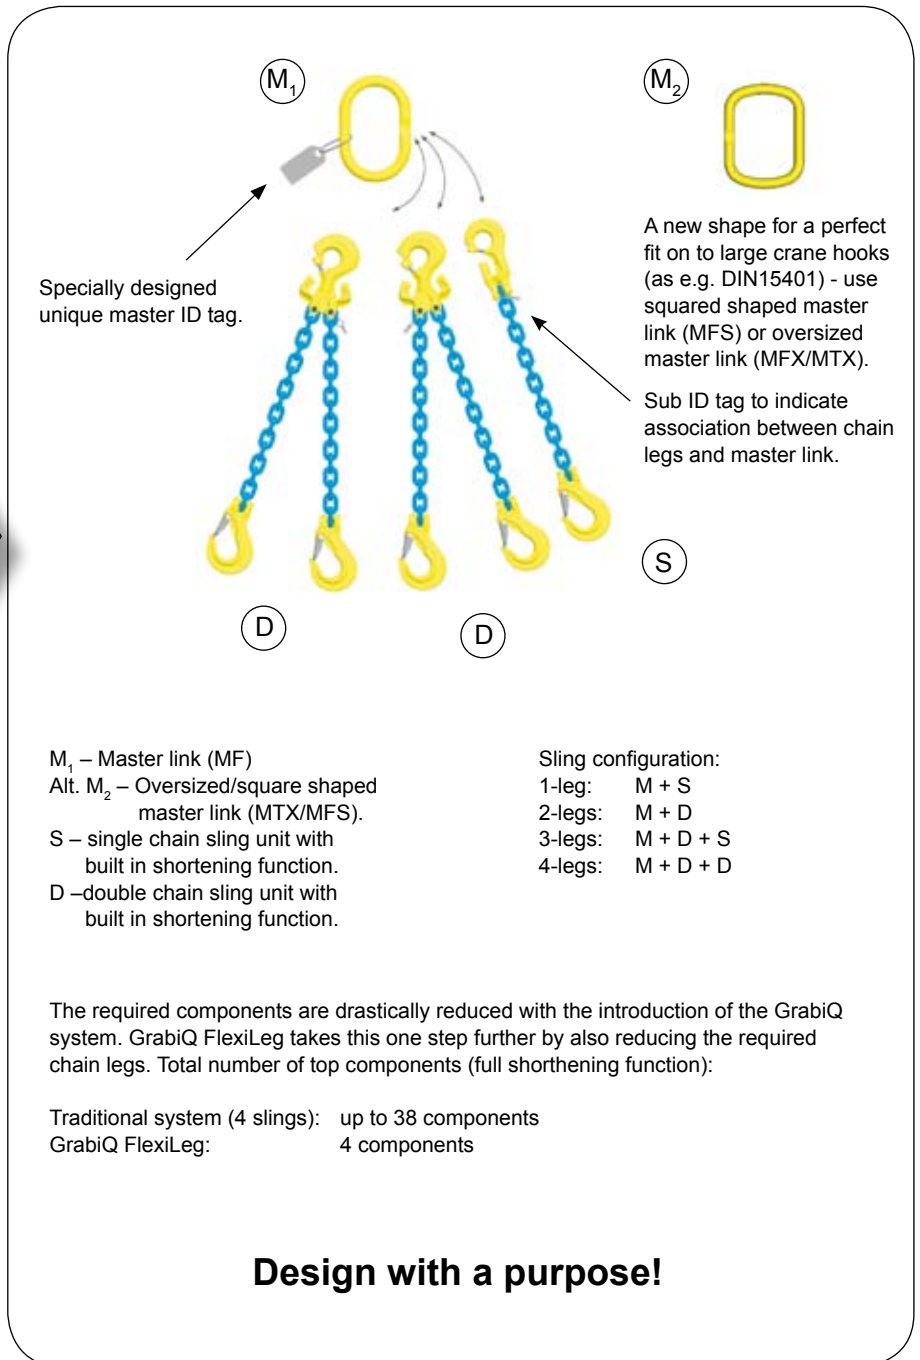 M₁
M₂
A new shape for a perfect
fit on to large crane hooks
(as e.g. DIN15401) - use
squared shaped master
link (MFS) or oversized
master link (MFX/MTX).
Specially designed
unique master ID tag.
Sub ID tag to indicate
association between chain
legs and master link.
S
D
D
M₁ – Master link (MF)
Alt. M₂ – Oversized/square shaped
master link (MTX/MFS).
S – single chain sling unit with
built in shortening function.
D –double chain sling unit with
built in shortening function.
Sling configuration:
1-leg: M + S
2-legs: M + D
3-legs: M + D + S
4-legs: M + D + D
The required components are drastically reduced with the introduction of the GrabiQ
system. GrabiQ FlexiLeg takes this one step further by also reducing the required
chain legs. Total number of top components (full shorthening function):
Traditional system (4 slings): up to 38 components
GrabiQ FlexiLeg: 4 components
Design with a purpose!